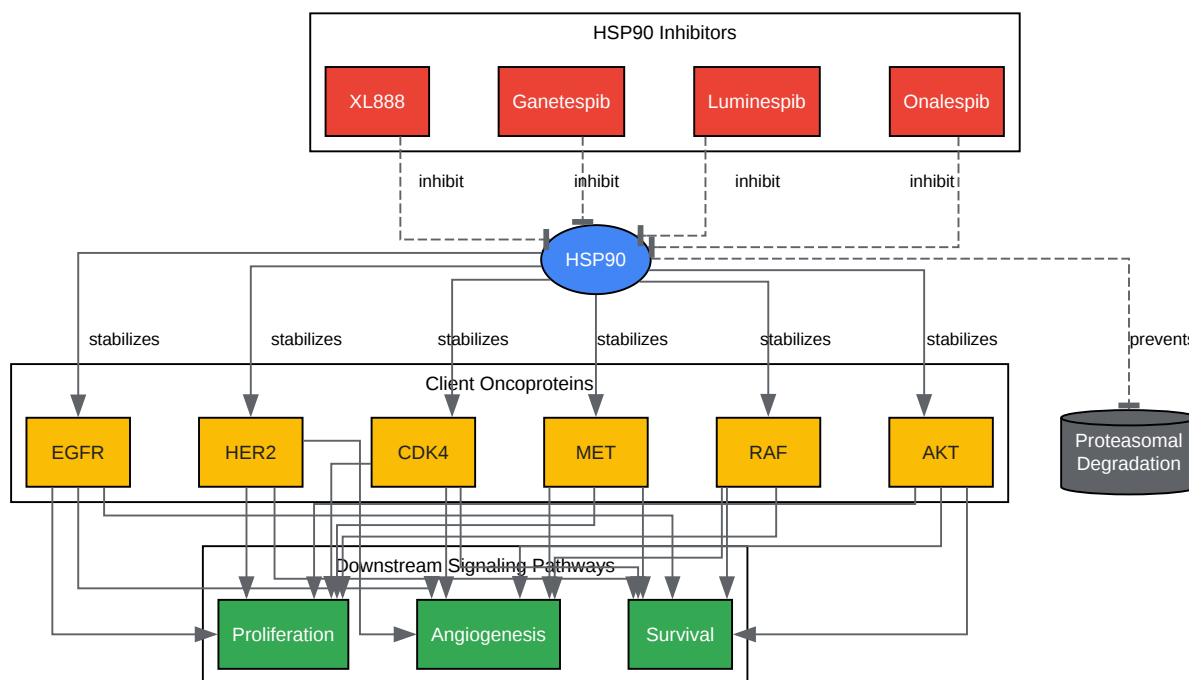 HSP90 Inhibitors
XL888
Ganetespib
Luminespib
Onalespib
inhibit
inhibit
inhibit
inhibit
HSP90
stabilizes
stabilizes
stabilizes
stabilizes
stabilizes
stabilizes
prevents
Client Oncoproteins
EGFR
HER2
CDK4
MET
RAF
AKT
Proteasomal
Degradation
Downstream Signaling Pathways
Proliferation
Angiogenesis
Survival